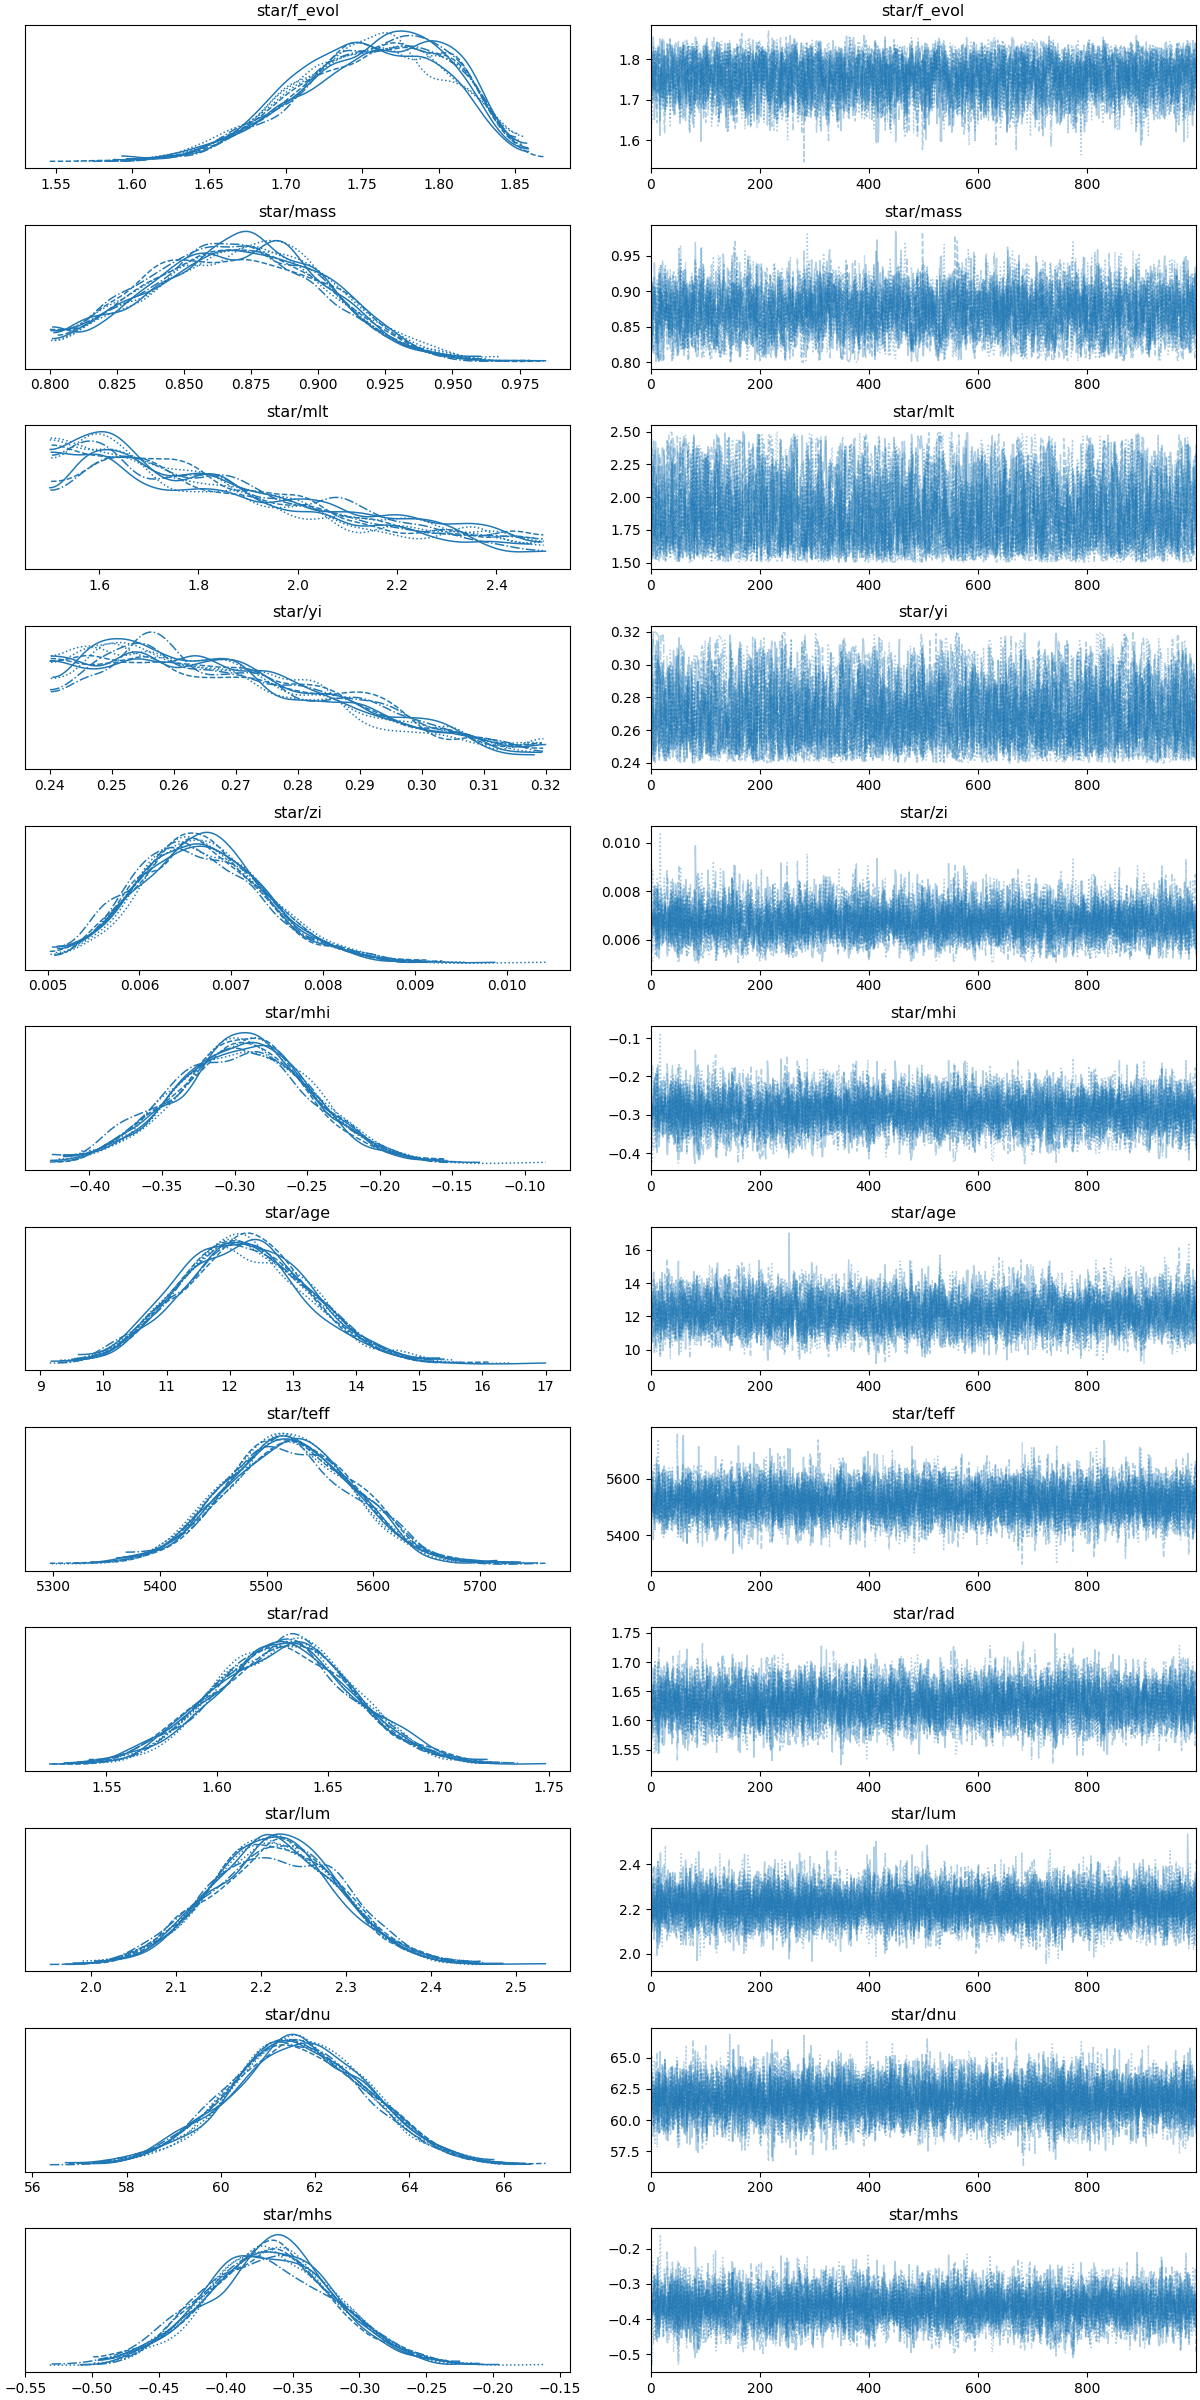 star/f_evol star/f_evol
1.8
1.7
1.6
1.55 1.60 1.65 1.70 1.75 1.80 1.85 0 200 400 600 800
star/mass star/mass
0.95
0.90
0.85
0.80
0.800 0.825 0.850 0.875 0.900 0.925 0.950 0.975 0 200 400 600 800
star/mlt star/mlt
2.50
2.25
2.00
1.75
1.50
1.6 1.8 2.0 2.2 2.4 0 200 400 600 800
star/yi star/yi
0.32
0.30
0.28
0.26
0.24
0.24 0.25 0.26 0.27 0.28 0.29 0.30 0.31 0.32 0 200 400 600 800
star/zi star/zi
0.010
0.008
0.006
0.005 0.006 0.007 0.008 0.009 0.010 0 200 400 600 800
star/mhi star/mhi
−0.1
−0.2
−0.3
−0.4
−0.40 −0.35 −0.30 −0.25 −0.20 −0.15 −0.10 0 200 400 600 800
star/age star/age
16
14
12
10
9 10 11 12 13 14 15 16 17 0 200 400 600 800
star/teff star/teff
5600
5400
5300 5400 5500 5600 5700 0 200 400 600 800
star/rad star/rad
1.75
1.70
1.65
1.60
1.55
1.55 1.60 1.65 1.70 1.75 0 200 400 600 800
star/lum star/lum
2.4
2.2
2.0
2.0 2.1 2.2 2.3 2.4 2.5 0 200 400 600 800
star/dnu star/dnu
65.0
62.5
60.0
57.5
56 58 60 62 64 66 0 200 400 600 800
star/mhs star/mhs
−0.2
−0.3
−0.4
−0.5
−0.55 −0.50 −0.45 −0.40 −0.35 −0.30 −0.25 −0.20 −0.15 0 200 400 600 800